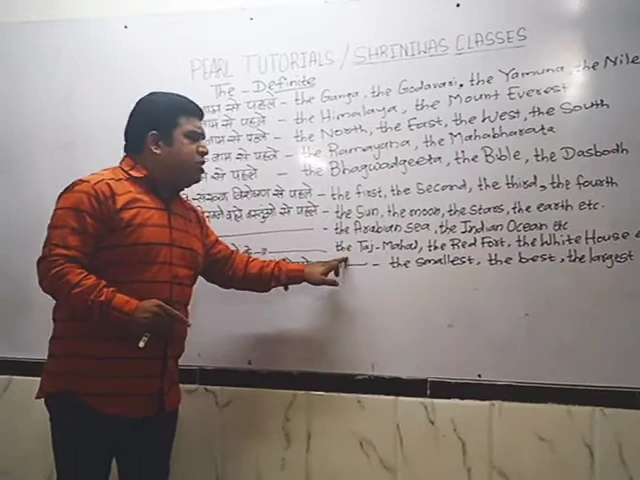 PEARL TUTORIALS / SHRINIWAS CLASSES
The - Definite
नाम से पहले - the Ganga, the Godavari, the Yamuna, the Nile
नाम से पहले - the Himalaya, the Mount Everest
नाम से पहले - the North, the East, the West, the South
नाम से पहले - the Ramayana, the Mahabharata
से पहले - the Bhagwadgeeta, the Bible, the Dasbodh
विशेषण से पहले - the first, the Second, the third, the fourth
वस्तुओ से पहले - the Sun, the moon, the Stars, the earth etc.
- the Arabian sea, the Indian Ocean etc
the Taj-Mahal, the Red Fort, the White House
- the smallest, the best, the largest